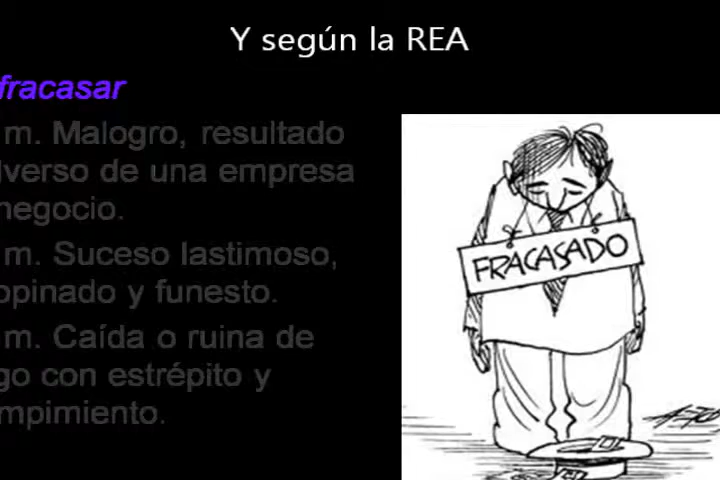 Y según la REA
fracasar
m. Malogro, resultado
verso de una empresa
negocio.
m. Suceso lastimoso,
opinado y funesto.
m. Caída o ruina de
go con estrépito y
mpimiento.
FRACASADO